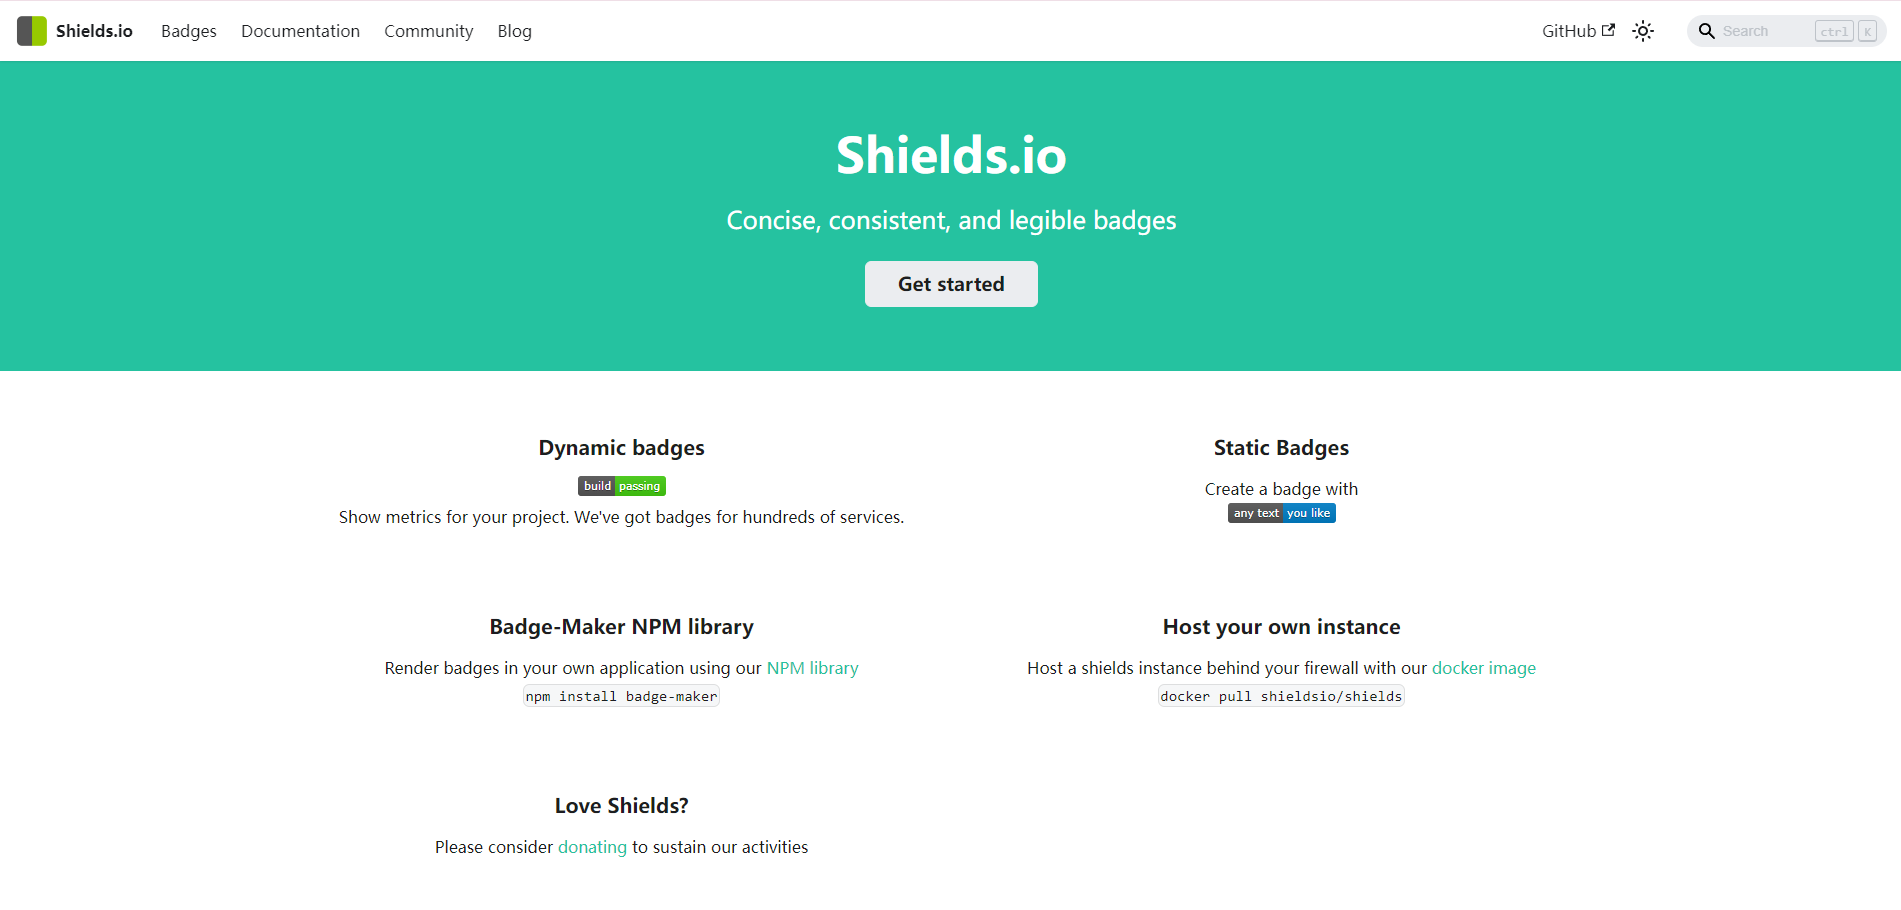 Shields.io Badges Documentation Community Blog GitHub Search ctrl K
Shields.io
Concise, consistent, and legible badges
Get started
Dynamic badges
build passing
Show metrics for your project. We've got badges for hundreds of services.
Static Badges
Create a badge with
any text you like
Badge-Maker NPM library
Render badges in your own application using our NPM library
npm install badge-maker
Host your own instance
Host a shields instance behind your firewall with our docker image
docker pull shieldsio/shields
Love Shields?
Please consider donating to sustain our activities